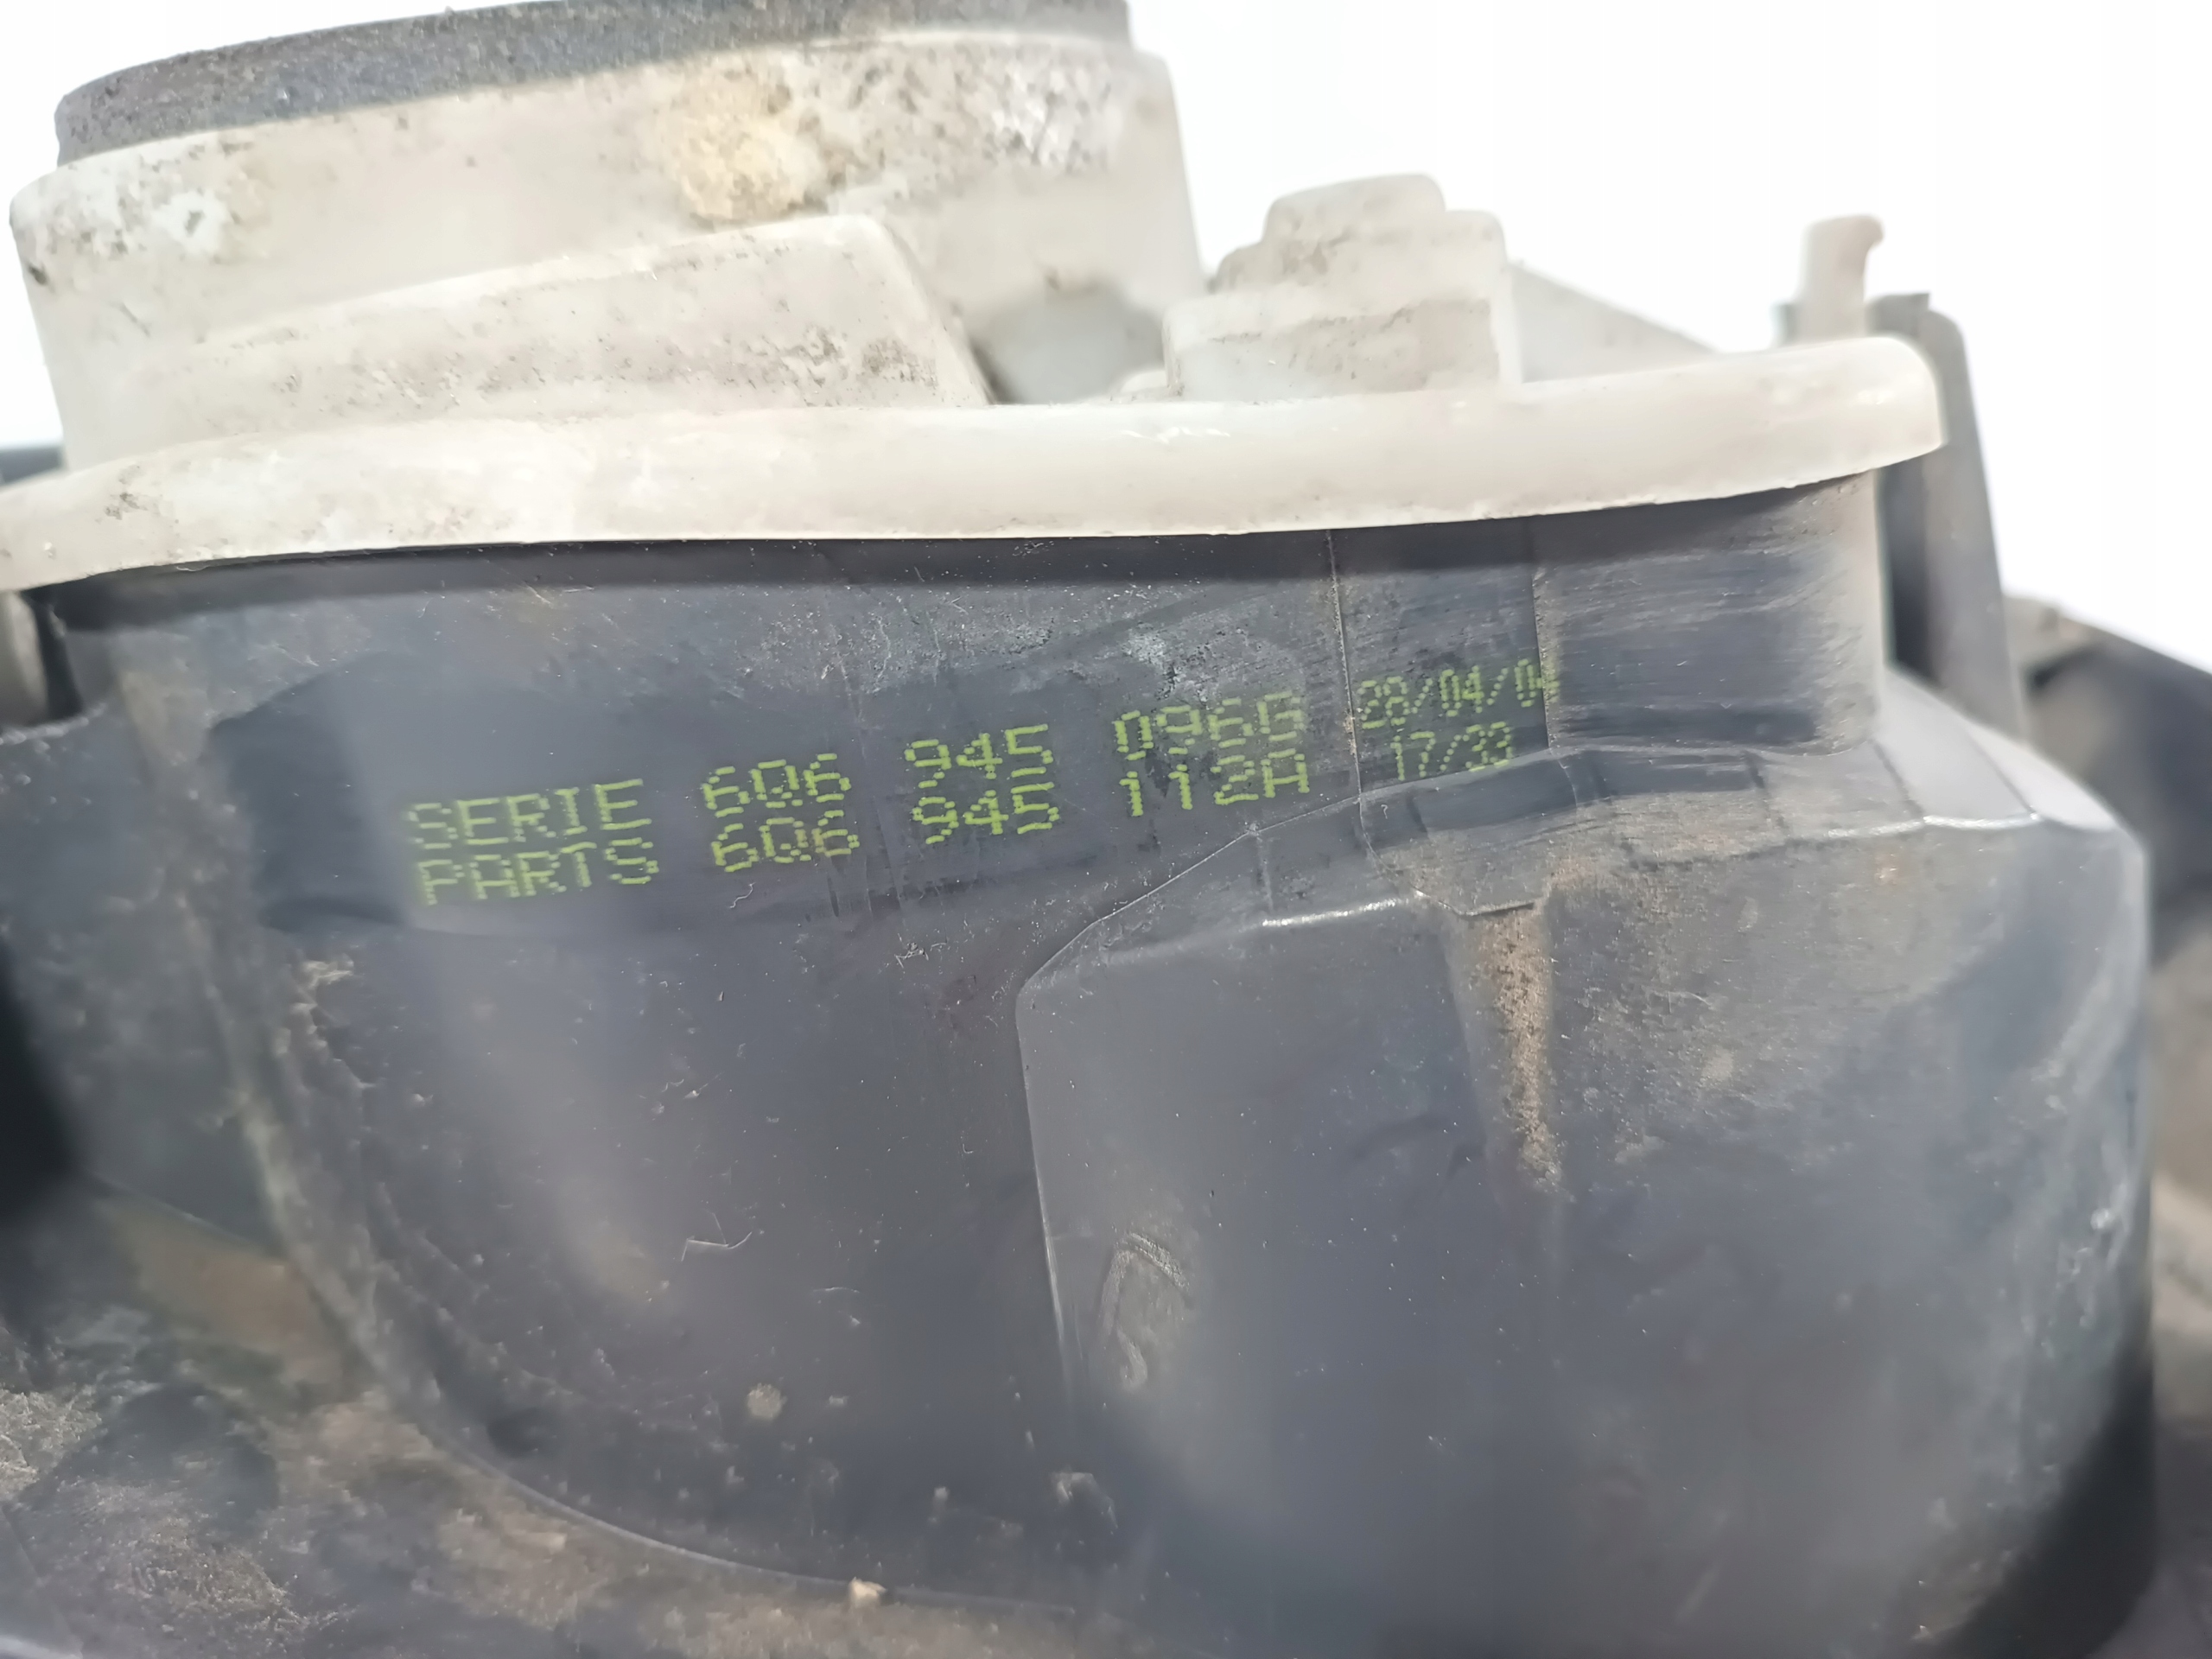 SERIE 6Q6 945 096G 28/04/04
PARTS 6Q6 945 112A 17/33